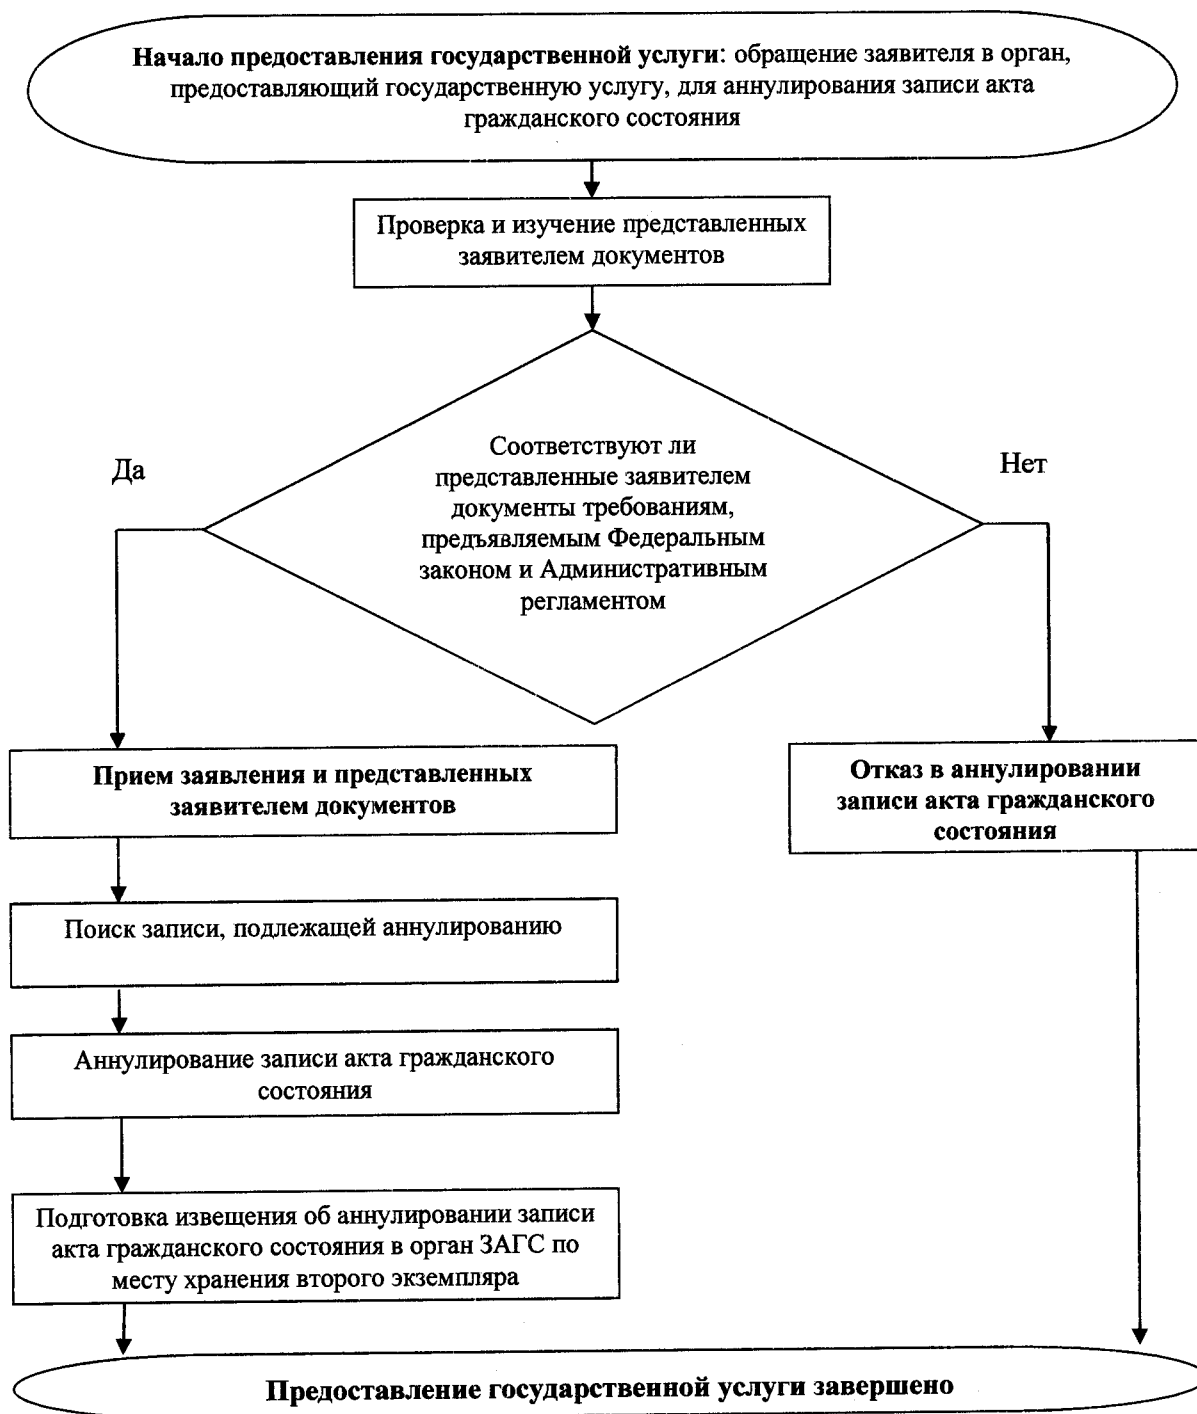 Начало предоставления государственной услуги: обращение заявителя в орган,
предоставляющий государственную услугу, для аннулирования записи акта
гражданского состояния
Проверка и изучение представленных
заявителем документов
Соответствуют ли
представленные заявителем
документы требованиям,
предъявляемым Федеральным
законом и Административным
регламентом
Да
Нет
Прием заявления и представленных
заявителем документов
Отказ в аннулировании
записи акта гражданского
состояния
Поиск записи, подлежащей аннулированию
Аннулирование записи акта гражданского
состояния
Подготовка извещения об аннулировании записи
акта гражданского состояния в орган ЗАГС по
месту хранения второго экземпляра
Предоставление государственной услуги завершено